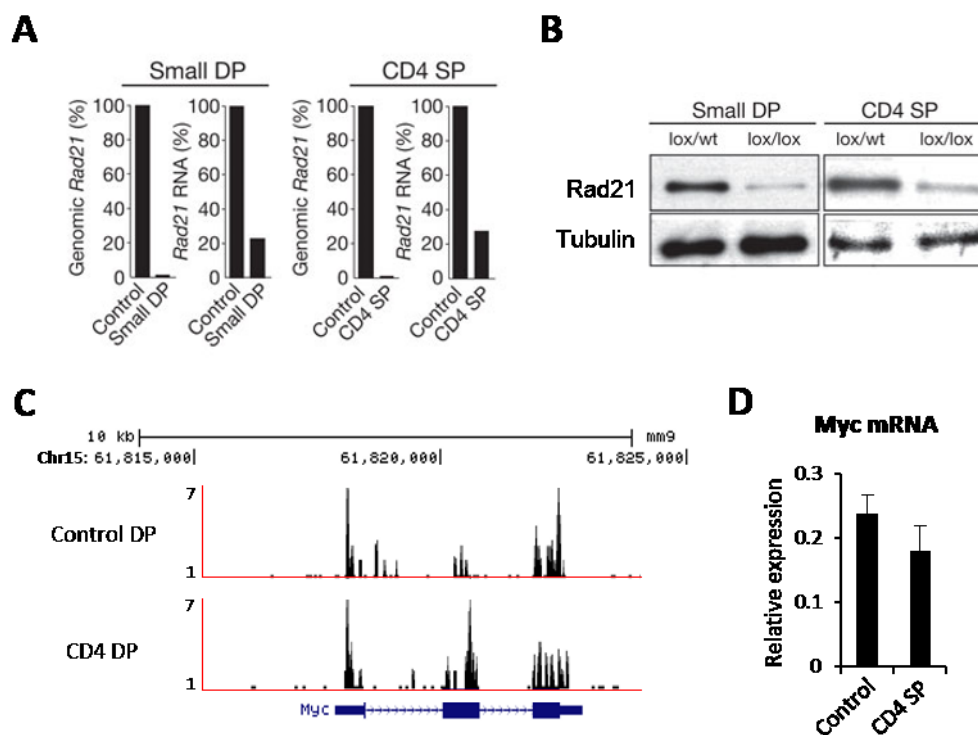 A
Small DP
CD4 SP
Genomic Rad21 (%)
100
80
60
40
20
0
Control
Small DP
Rad21 RNA (%)
100
80
60
40
20
0
Control
Small DP
Genomic Rad21 (%)
100
80
60
40
20
0
Control
CD4 SP
Rad21 RNA (%)
100
80
60
40
20
0
Control
CD4 SP
B
Small DP
CD4 SP
lox/wt
lox/lox
lox/wt
lox/lox
Rad21
Tubulin
C
10 kb
mm9
Chr15: 61,815,000| 61,820,000| 61,825,000|
7
Control DP
1
7
CD4 DP
1
Myc
D
Myc mRNA
Relative expression
0.3
0.2
0.1
0
Control
CD4 SP